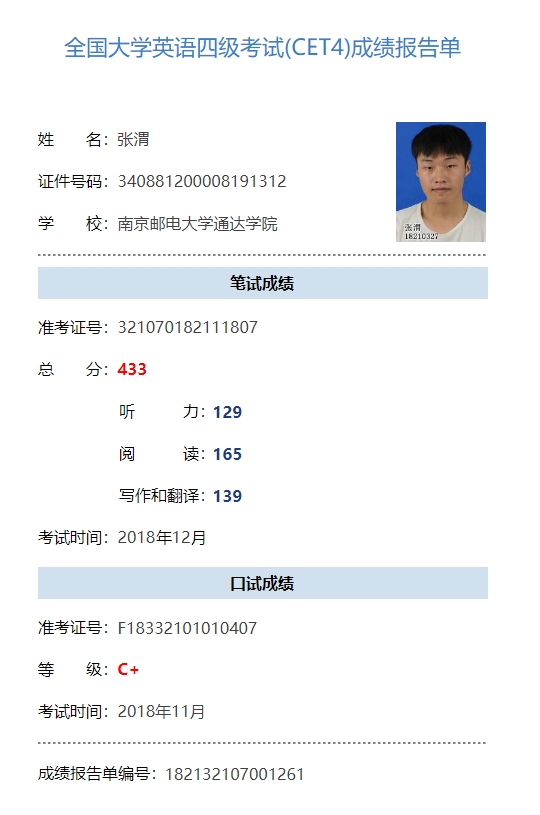 全国大学英语四级考试(CET4)成绩报告单
姓　　名：张渭
证件号码：340881200008191312
学　　校：南京邮电大学通达学院
张渭
18210327
笔试成绩
准考证号：321070182111807
总　　分：433
听　　　力：129
阅　　　读：165
写作和翻译：139
考试时间：2018年12月
口试成绩
准考证号：F18332101010407
等　　级：C+
考试时间：2018年11月
成绩报告单编号：182132107001261